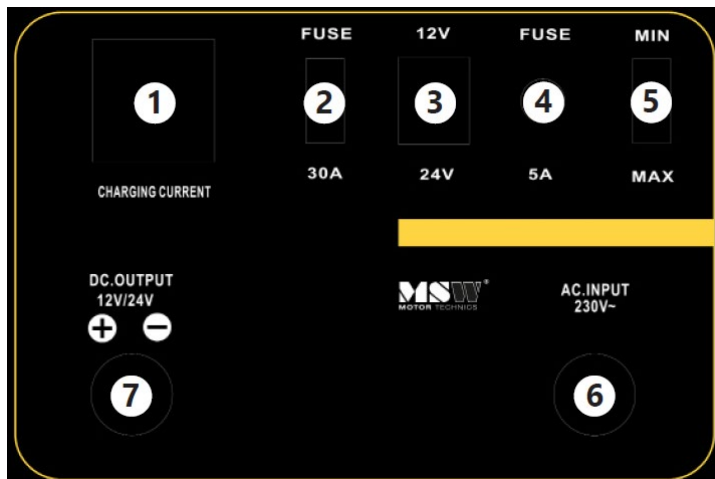 FUSE 12V FUSE MIN
1 2 3 4 5
30A 24V 5A MAX
CHARGING CURRENT
DC.OUTPUT
12V/24V
+ −
MSW®
MOTOR TECHNICS
AC.INPUT
230V~
7 6